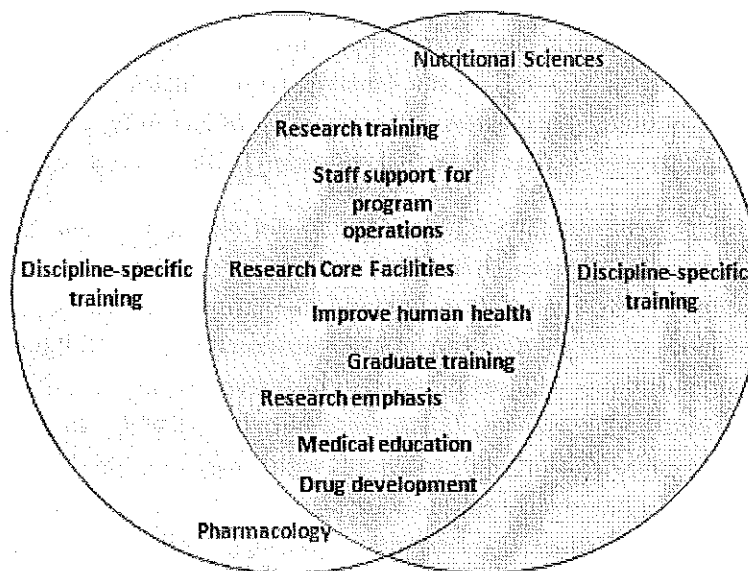 Nutritional Sciences
Research training
Staff support for
program
operations
Discipline-specific
training
Research Core Facilities
Discipline-specific
training
Improve human health
Graduate training
Research emphasis
Medical education
Drug development
Pharmacology